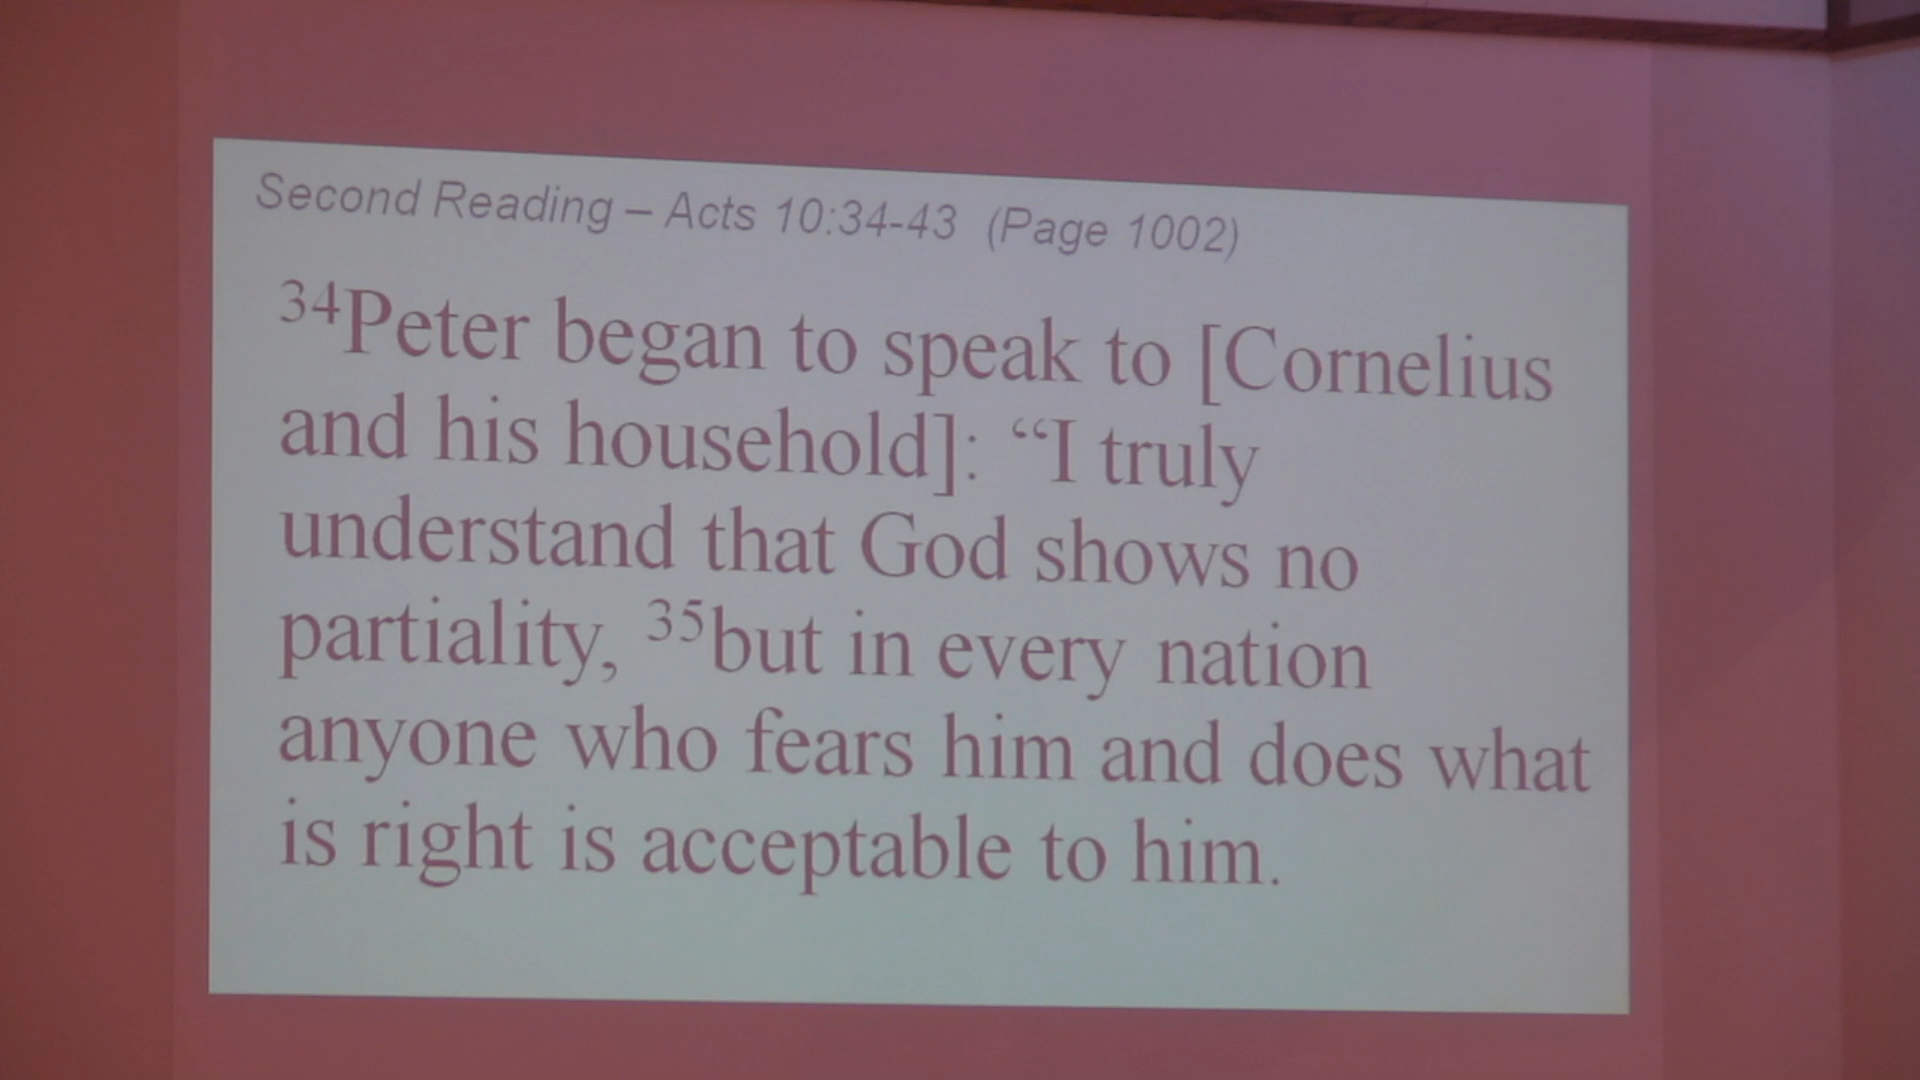 Second Reading – Acts 10:34-43 (Page 1002)
34Peter began to speak to [Cornelius
and his household]: “I truly
understand that God shows no
partiality, 35but in every nation
anyone who fears him and does what
is right is acceptable to him.